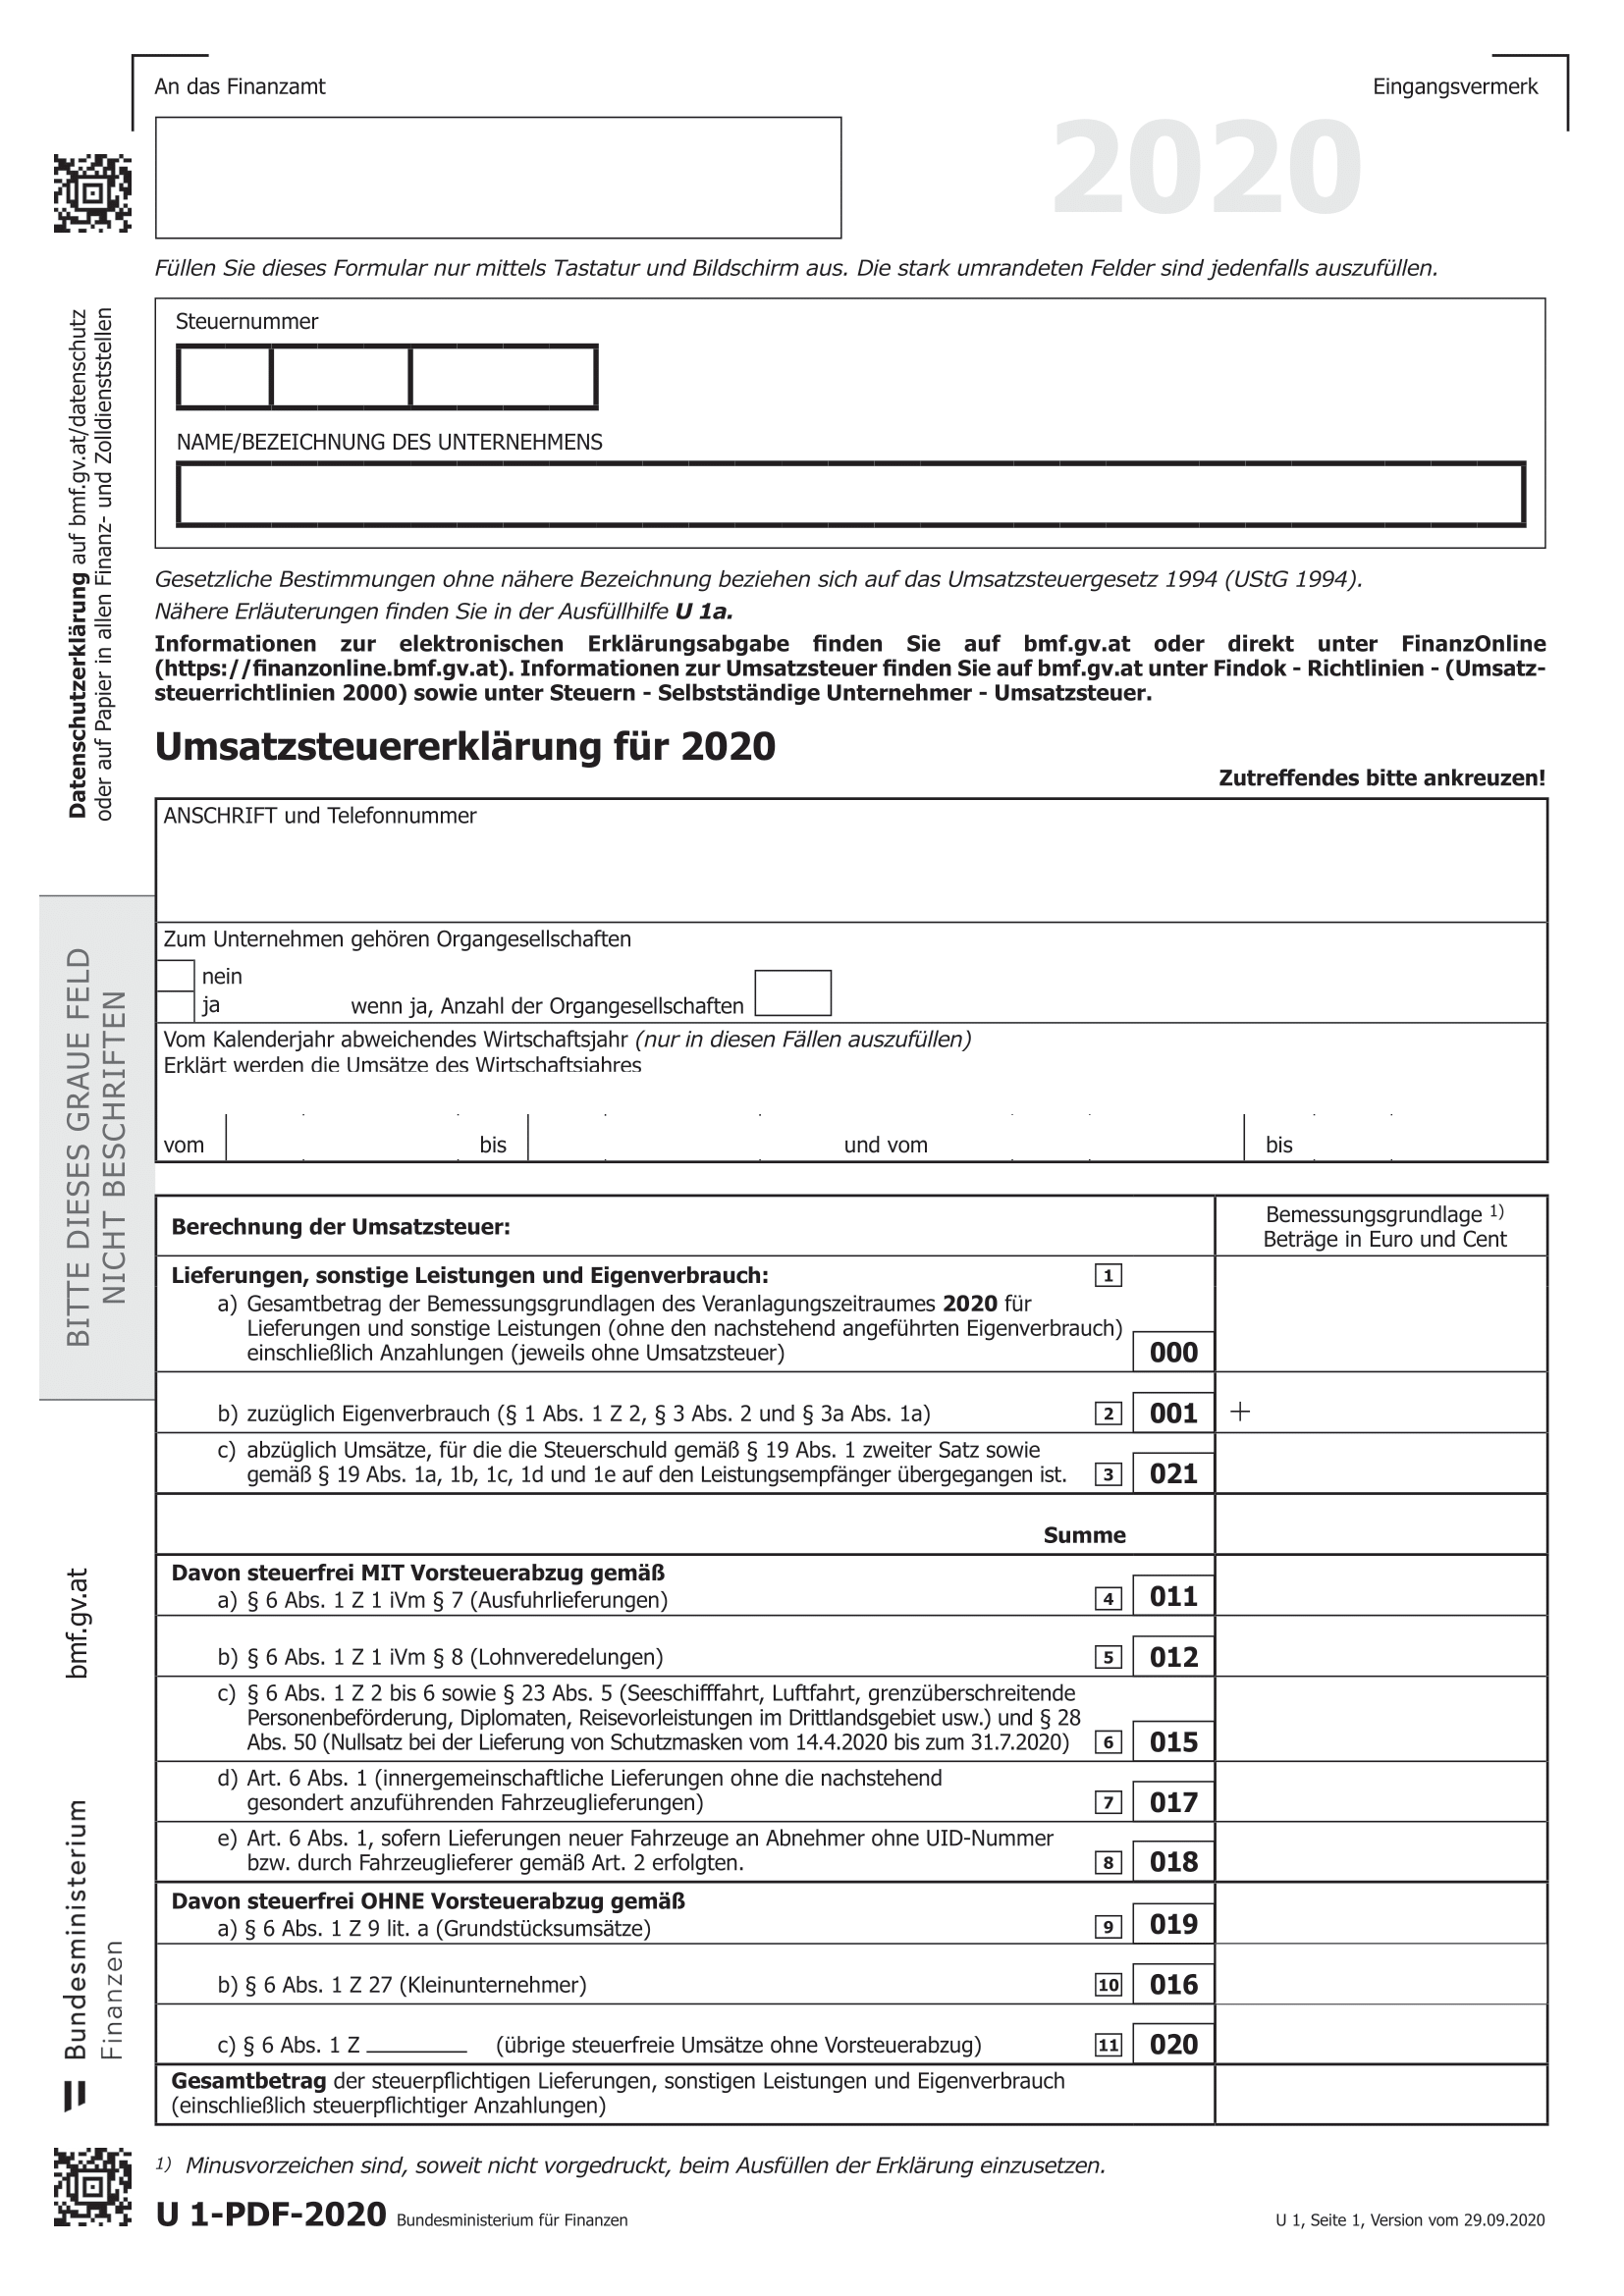 An das Finanzamt
Eingangsvermerk
2020
Füllen Sie dieses Formular nur mittels Tastatur und Bildschirm aus. Die stark umrandeten Felder sind jedenfalls auszufüllen.
Steuernummer
NAME/BEZEICHNUNG DES UNTERNEHMENS
Datenschutzerklärung auf bmf.gv.at/datenschutz
oder auf Papier in allen Finanz- und Zolldienststellen
Gesetzliche Bestimmungen ohne nähere Bezeichnung beziehen sich auf das Umsatzsteuergesetz 1994 (UStG 1994).
Nähere Erläuterungen finden Sie in der Ausfüllhilfe U 1a.
Informationen zur elektronischen Erklärungsabgabe finden Sie auf bmf.gv.at oder direkt unter FinanzOnline
(https://finanzonline.bmf.gv.at). Informationen zur Umsatzsteuer finden Sie auf bmf.gv.at unter Findok - Richtlinien - (Umsatz-
steuerrichtlinien 2000) sowie unter Steuern - Selbstständige Unternehmer - Umsatzsteuer.
Umsatzsteuererklärung für 2020
Zutreffendes bitte ankreuzen!
ANSCHRIFT und Telefonnummer
BITTE DIESES GRAUE FELD
NICHT BESCHRIFTEN
Zum Unternehmen gehören Organgesellschaften
nein
ja wenn ja, Anzahl der Organgesellschaften
Vom Kalenderjahr abweichendes Wirtschaftsjahr (nur in diesen Fällen auszufüllen)
Erklärt werden die Umsätze des Wirtschaftsjahres
vom bis und vom bis
Berechnung der Umsatzsteuer:
Bemessungsgrundlage 1)
Beträge in Euro und Cent
Lieferungen, sonstige Leistungen und Eigenverbrauch: 1
a) Gesamtbetrag der Bemessungsgrundlagen des Veranlagungszeitraumes 2020 für
Lieferungen und sonstige Leistungen (ohne den nachstehend angeführten Eigenverbrauch)
einschließlich Anzahlungen (jeweils ohne Umsatzsteuer) 000
b) zuzüglich Eigenverbrauch (§ 1 Abs. 1 Z 2, § 3 Abs. 2 und § 3a Abs. 1a) 2 001 +
c) abzüglich Umsätze, für die die Steuerschuld gemäß § 19 Abs. 1 zweiter Satz sowie
gemäß § 19 Abs. 1a, 1b, 1c, 1d und 1e auf den Leistungsempfänger übergegangen ist. 3 021
Summe
Davon steuerfrei MIT Vorsteuerabzug gemäß
a) § 6 Abs. 1 Z 1 iVm § 7 (Ausfuhrlieferungen) 4 011
b) § 6 Abs. 1 Z 1 iVm § 8 (Lohnveredelungen) 5 012
c) § 6 Abs. 1 Z 2 bis 6 sowie § 23 Abs. 5 (Seeschifffahrt, Luftfahrt, grenzüberschreitende
Personenbeförderung, Diplomaten, Reisevorleistungen im Drittlandsgebiet usw.) und § 28
Abs. 50 (Nullsatz bei der Lieferung von Schutzmasken vom 14.4.2020 bis zum 31.7.2020) 6 015
d) Art. 6 Abs. 1 (innergemeinschaftliche Lieferungen ohne die nachstehend
gesondert anzuführenden Fahrzeuglieferungen) 7 017
e) Art. 6 Abs. 1, sofern Lieferungen neuer Fahrzeuge an Abnehmer ohne UID-Nummer
bzw. durch Fahrzeuglieferer gemäß Art. 2 erfolgten. 8 018
Davon steuerfrei OHNE Vorsteuerabzug gemäß
a) § 6 Abs. 1 Z 9 lit. a (Grundstücksumsätze) 9 019
b) § 6 Abs. 1 Z 27 (Kleinunternehmer) 10 016
c) § 6 Abs. 1 Z (übrige steuerfreie Umsätze ohne Vorsteuerabzug) 11 020
Gesamtbetrag der steuerpflichtigen Lieferungen, sonstigen Leistungen und Eigenverbrauch
(einschließlich steuerpflichtiger Anzahlungen)
bmf.gv.at
Bundesministerium
Finanzen
1) Minusvorzeichen sind, soweit nicht vorgedruckt, beim Ausfüllen der Erklärung einzusetzen.
U 1-PDF-2020 Bundesministerium für Finanzen
U 1, Seite 1, Version vom 29.09.2020